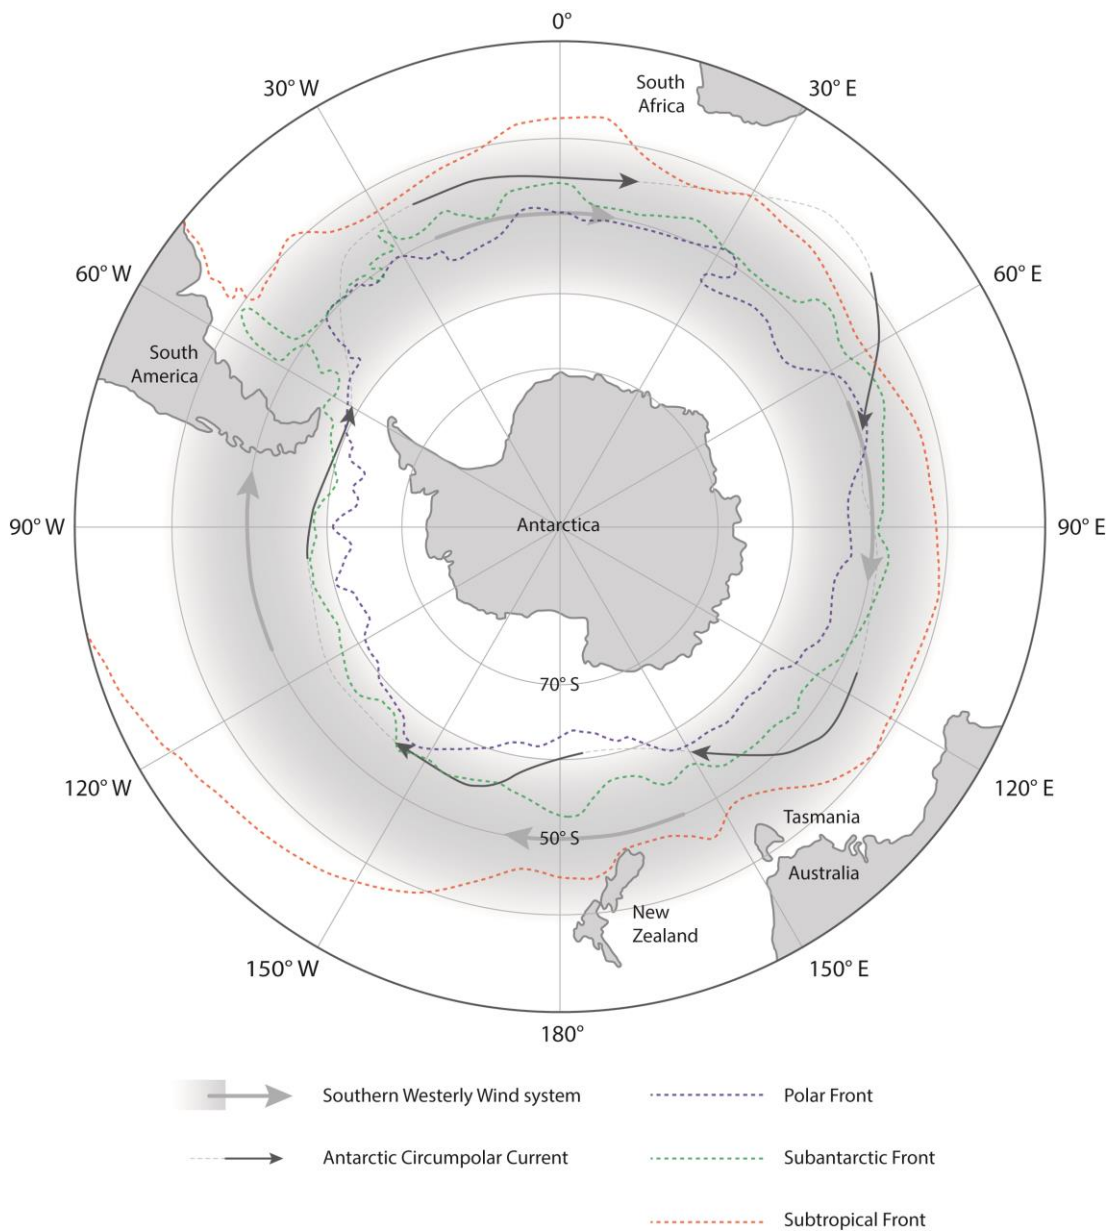 0°
30° W
South
Africa
30° E
60° W
60° E
South
America
90° W
Antarctica
90° E
70° S
120° W
120° E
Tasmania
50° S
Australia
New
Zealand
150° W
150° E
180°
Southern Westerly Wind system
Polar Front
Antarctic Circumpolar Current
Subantarctic Front
Subtropical Front